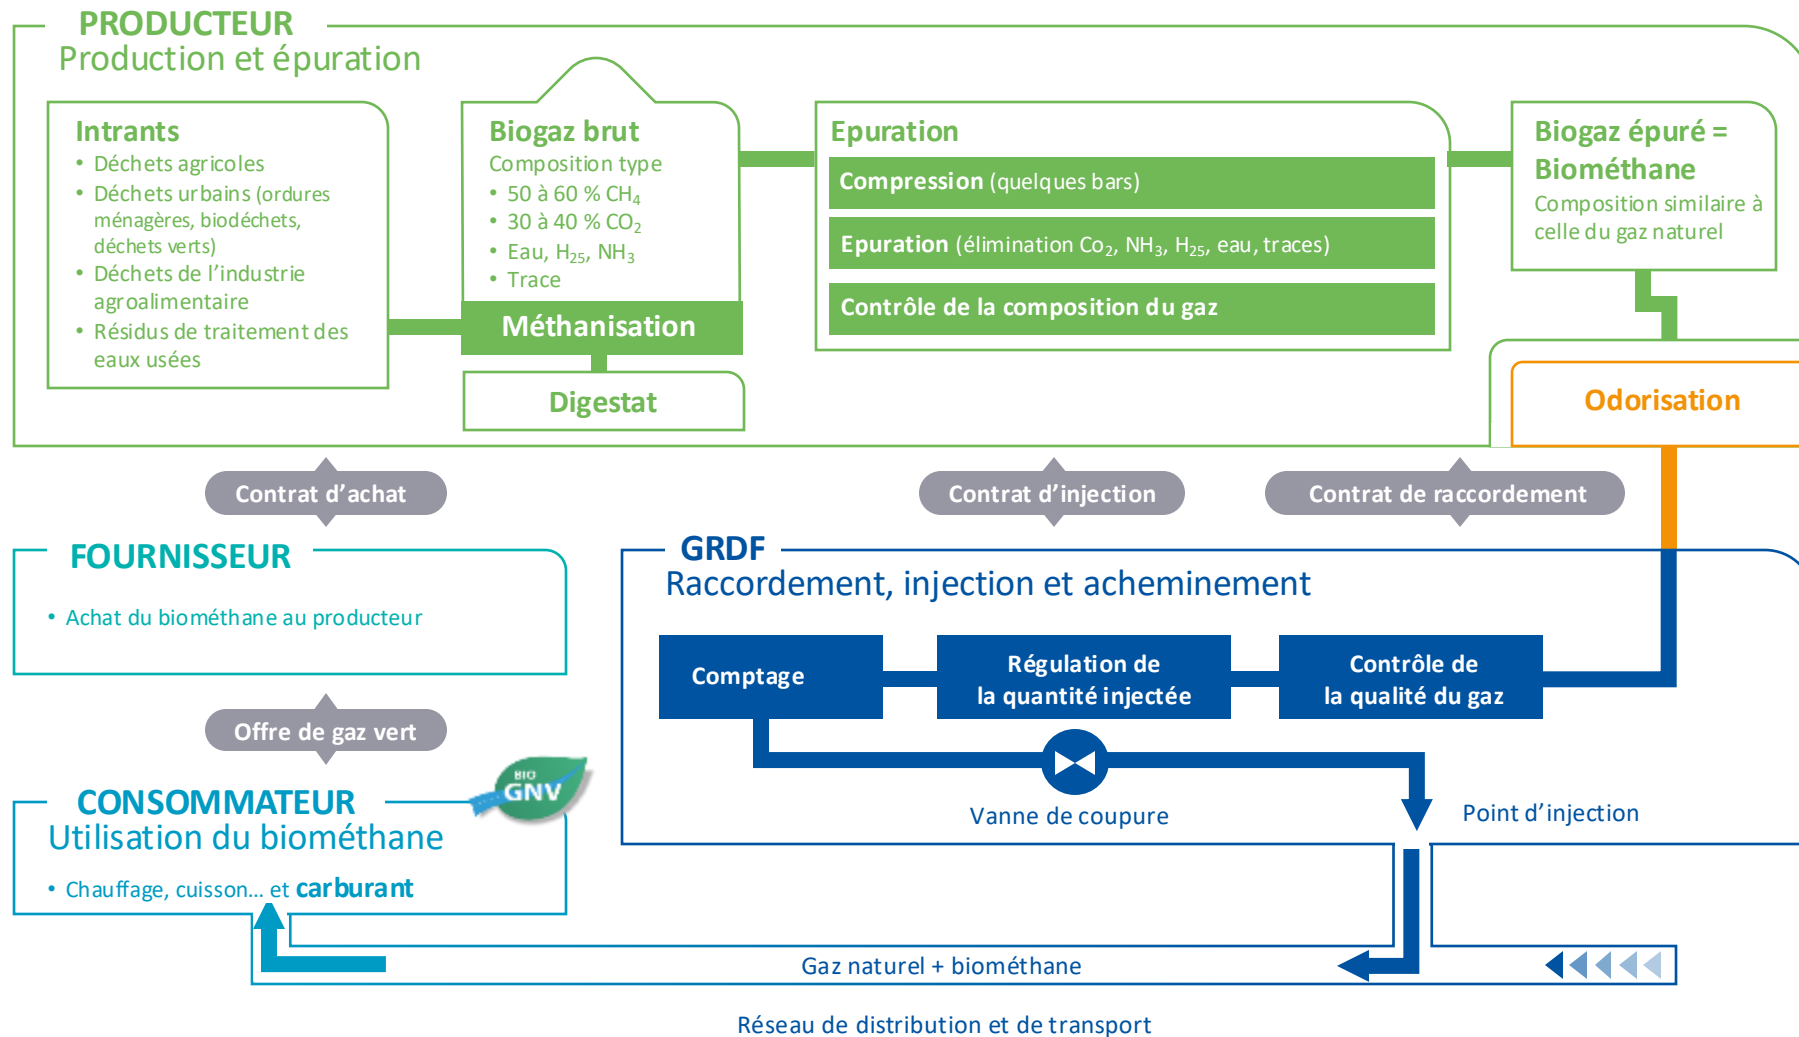 PRODUCTEUR
Production et épuration
Intrants
• Déchets agricoles
• Déchets urbains (ordures
ménagères, biodéchets,
déchets verts)
• Déchets de l’industrie
agroalimentaire
• Résidus de traitement des
eaux usées
Biogaz brut
Composition type
• 50 à 60 % CH₄
• 30 à 40 % CO₂
• Eau, H₂₅, NH₃
• Trace
Méthanisation
Digestat
Epuration
Compression (quelques bars)
Epuration (élimination Co₂, NH₃, H₂₅, eau, traces)
Contrôle de la composition du gaz
Biogaz épuré =
Biométhane
Composition similaire à
celle du gaz naturel
Odorisation
Contrat d’achat
Contrat d’injection
Contrat de raccordement
FOURNISSEUR
• Achat du biométhane au producteur
GRDF
Raccordement, injection et acheminement
Comptage
Régulation de
la quantité injectée
Contrôle de
la qualité du gaz
Vanne de coupure
Point d’injection
Offre de gaz vert
BIO
GNV
CONSOMMATEUR
Utilisation du biométhane
• Chauffage, cuisson... et carburant
Gaz naturel + biométhane
Réseau de distribution et de transport